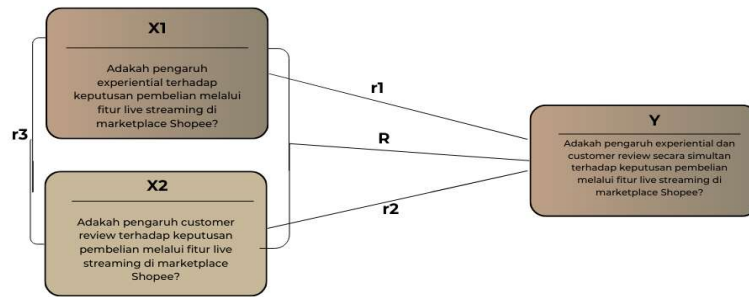 X1
Adakah pengaruh
experiential terhadap
keputusan pembelian melalui
fitur live streaming di
marketplace Shopee?
r3
X2
Adakah pengaruh customer
review terhadap keputusan
pembelian melalui fitur live
streaming di marketplace
Shopee?
r1
R
r2
Y
Adakah pengaruh experiential dan
customer review secara simultan
terhadap keputusan pembelian
melalui fitur live streaming di
marketplace Shopee?